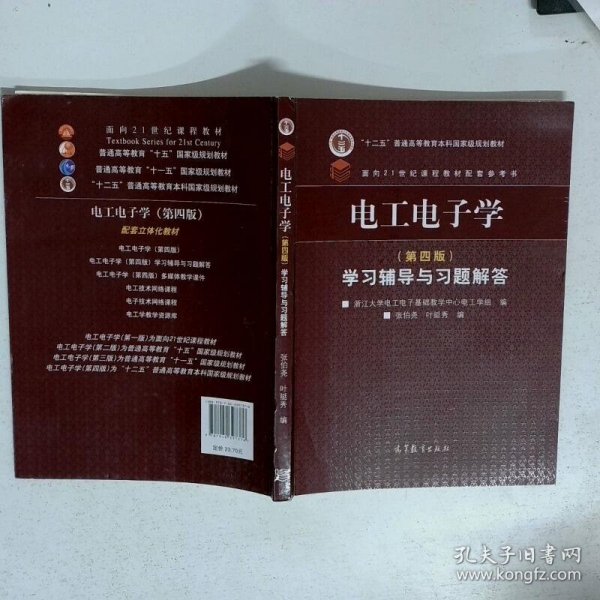 面向21世纪课程教材
Textbook Series for 21st Century
普通高等教育“十五”国家级规划教材
普通高等教育“十一五”国家级规划教材
“十二五”普通高等教育本科国家级规划教材
电工电子学（第四版）
配套立体化教材
电工电子学（第四版）
电工电子学（第四版）学习辅导与习题解答
电工电子学（第四版）多媒体教学课件
电工技术网络课程
电子技术网络课程
电工学教学资源库
电工电子学（第一版）为面向21世纪课程教材
电工电子学（第二版）为普通高等教育“十五”国家级规划教材
电工电子学（第三版）为普通高等教育“十一五”国家级规划教材
电工电子学（第四版）为“十二五”普通高等教育本科国家级规划教材
定价 23.70元
电工电子学
（第四版）
学习辅导与习题解答
张伯尧 叶挺秀 编
“十二五”普通高等教育本科国家级规划教材
面向21世纪课程教材配套参考书
电工电子学
（第四版）
学习辅导与习题解答
浙江大学电工电子基础教学中心电工学组 编
张伯尧 叶挺秀 编
高等教育出版社
孔夫子旧书网
www.kongfz.com